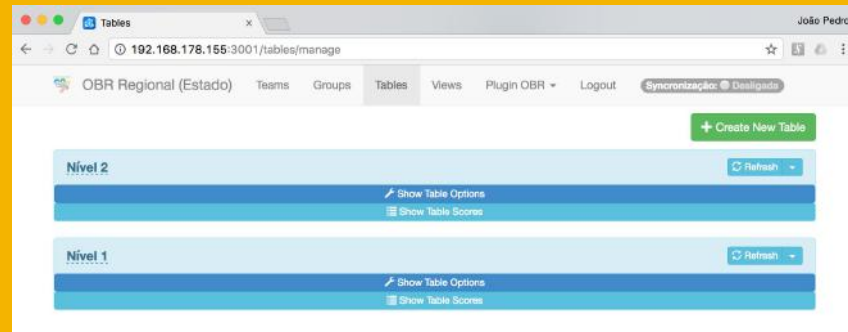 Tables
João Pedro
192.168.178.155:3001/tables/manage
OBR Regional (Estado) Teams Groups Tables Views Plugin OBR Logout Syncronização: Desligada
+ Create New Table
Nível 2 Refresh
Show Table Options
Show Table Scores
Nível 1 Refresh
Show Table Options
Show Table Scores